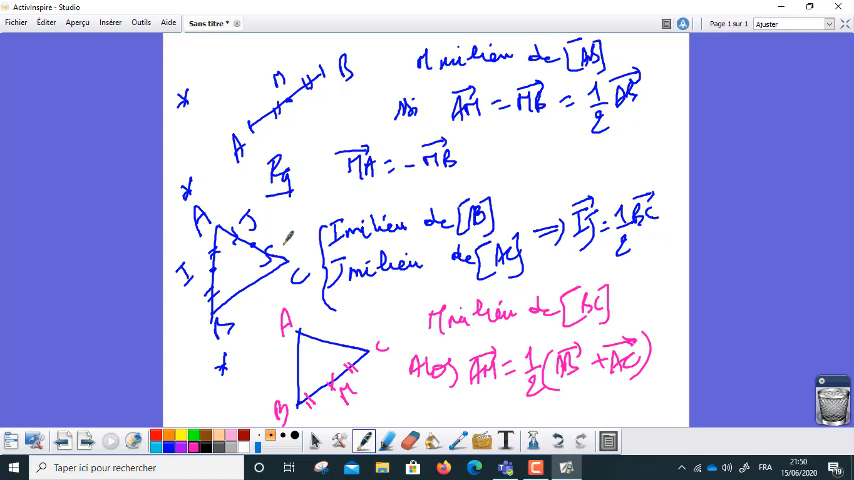 ActivInspire - Studio
Fichier Éditer Aperçu Insérer Outils Aide Sans titre * Page 1 sur 1 Ajuster
M milieu de [AB]
A M B
ssi AM = MB = 1/2 AB
Rq MA = - MB
A J I C B
I milieu de [B]
J milieu de [AC]
=> IJ = 1/2 BC
M milieu de [BC]
A B C M
Alors AM = 1/2 (AB + AC)
Taper ici pour rechercher
FRA
21:50
15/06/2020
19